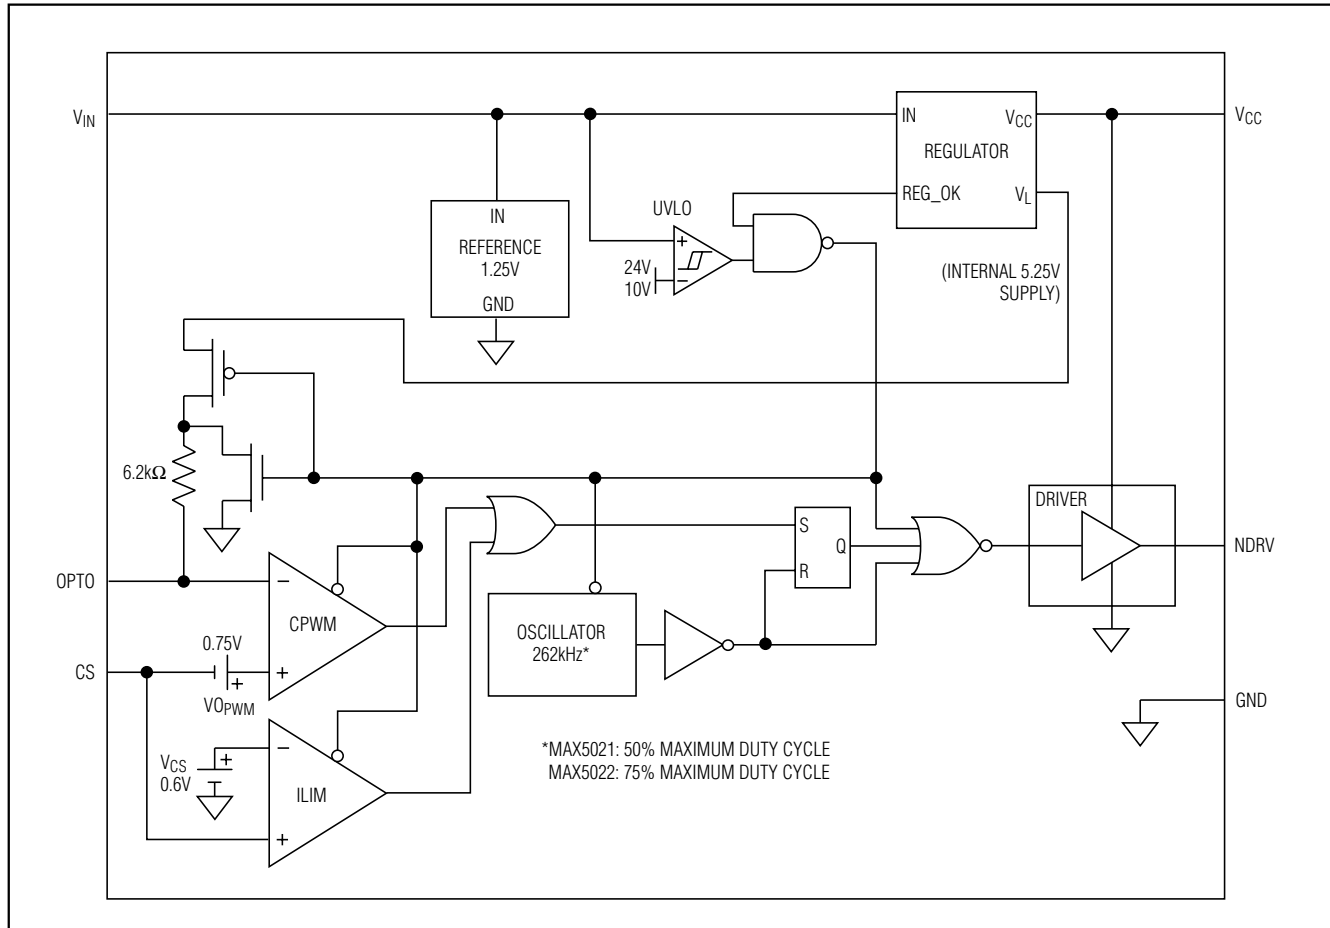 V_IN
IN
V_CC
V_CC
REGULATOR
REG_OK
V_L
UVLO
+
24V
10V
−
IN
REFERENCE
1.25V
GND
(INTERNAL 5.25V
SUPPLY)
6.2kΩ
DRIVER
S
Q
R
NDRV
OPTO
−
CPWM
+
OSCILLATOR
262kHz*
0.75V
CS
+
VO_PWM
GND
*MAX5021: 50% MAXIMUM DUTY CYCLE
MAX5022: 75% MAXIMUM DUTY CYCLE
V_CS
0.6V
+
−
ILIM
+